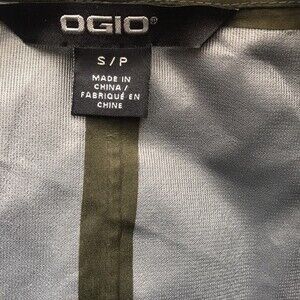 OGIO®
S/P
MADE IN
CHINA/
FABRIQUÉ EN
CHINE